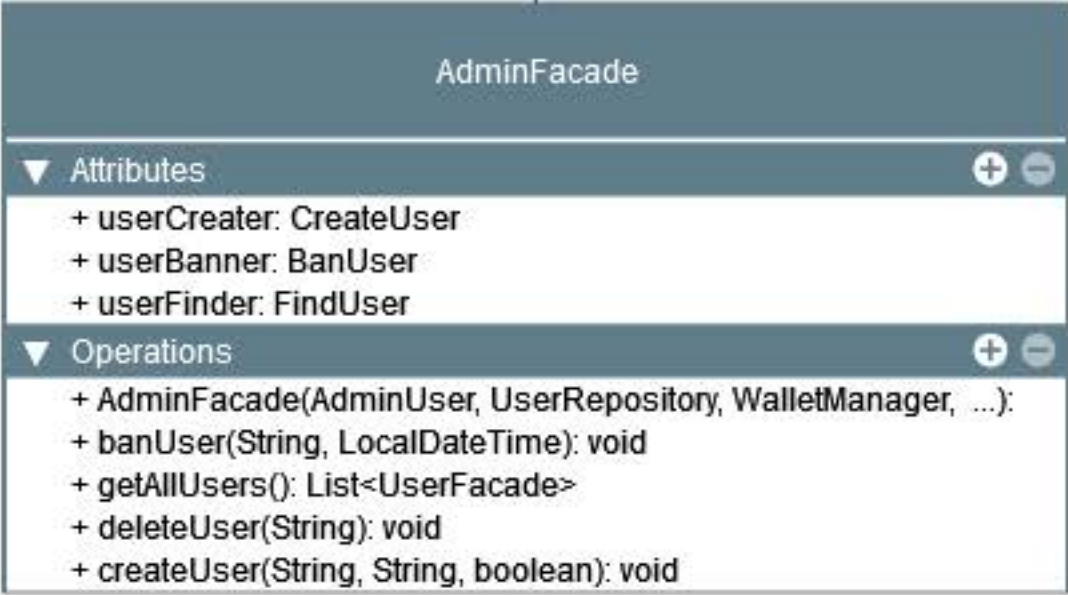 AdminFacade
Attributes
+ userCreater: CreateUser
+ userBanner: BanUser
+ userFinder: FindUser
Operations
+ AdminFacade(AdminUser, UserRepository, WalletManager, ...):
+ banUser(String, LocalDateTime): void
+ getAllUsers(): List<UserFacade>
+ deleteUser(String): void
+ createUser(String, String, boolean): void